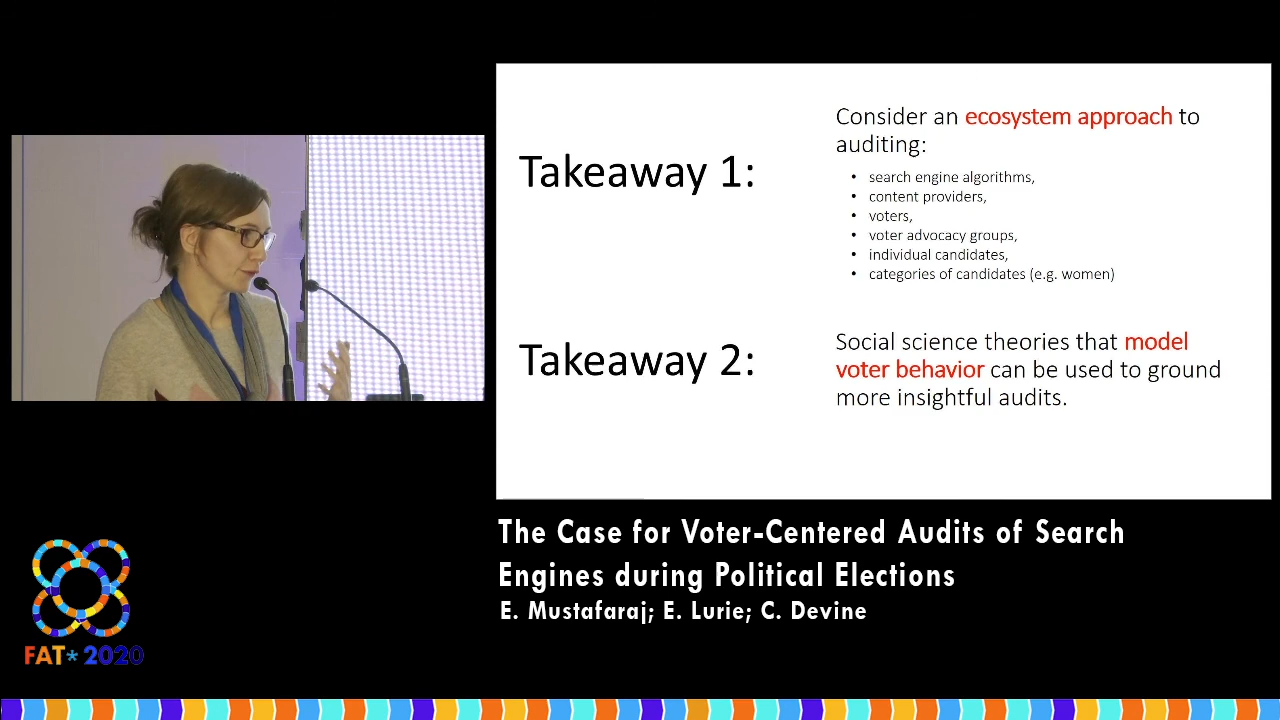 Takeaway 1:
Consider an ecosystem approach to
auditing:
• search engine algorithms,
• content providers,
• voters,
• voter advocacy groups,
• individual candidates,
• categories of candidates (e.g. women)
Takeaway 2:
Social science theories that model
voter behavior can be used to ground
more insightful audits.
The Case for Voter-Centered Audits of Search
Engines during Political Elections
E. Mustafaraj; E. Lurie; C. Devine
FAT* 2020